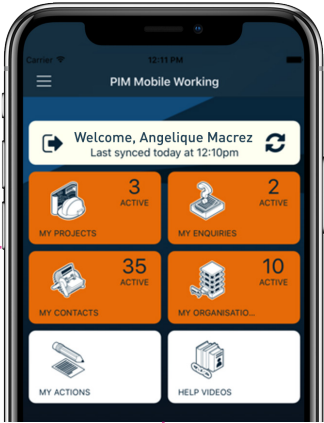 Carrier 12:11 PM
PIM Mobile Working
Welcome, Angelique Macrez
Last synced today at 12:10pm
3
ACTIVE
MY PROJECTS
2
ACTIVE
MY ENQUIRIES
35
ACTIVE
MY CONTACTS
10
ACTIVE
MY ORGANISATIO...
MY ACTIONS
HELP VIDEOS